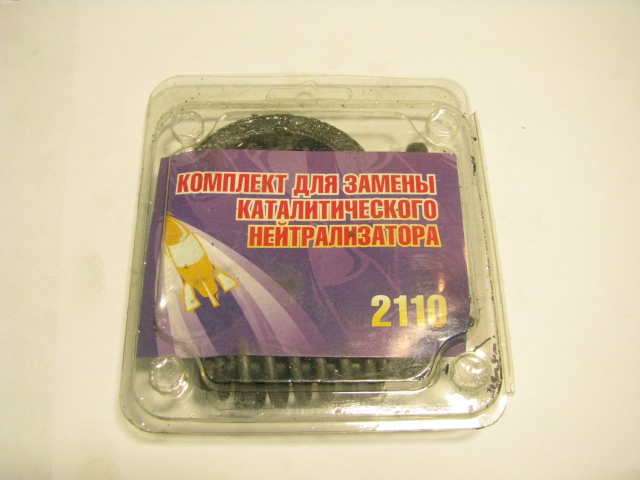 КОМПЛЕКТ ДЛЯ ЗАМЕНЫ
КАТАЛИТИЧЕСКОГО
НЕЙТРАЛИЗАТОРА
2110